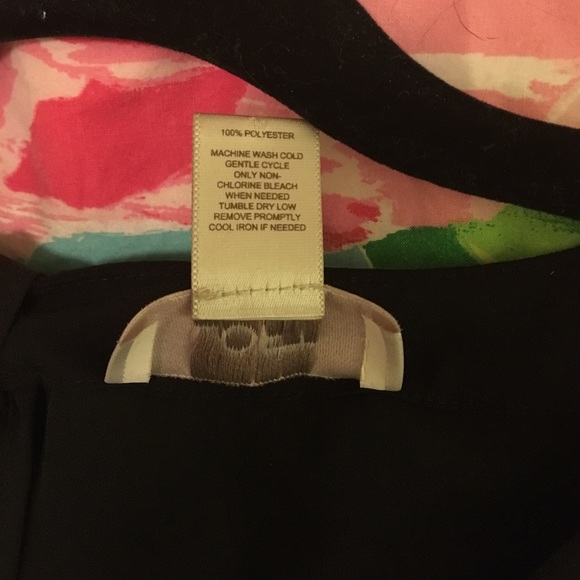 100% POLYESTER
MACHINE WASH COLD
GENTLE CYCLE
ONLY NON-
CHLORINE BLEACH
WHEN NEEDED
TUMBLE DRY LOW
REMOVE PROMPTLY
COOL IRON IF NEEDED